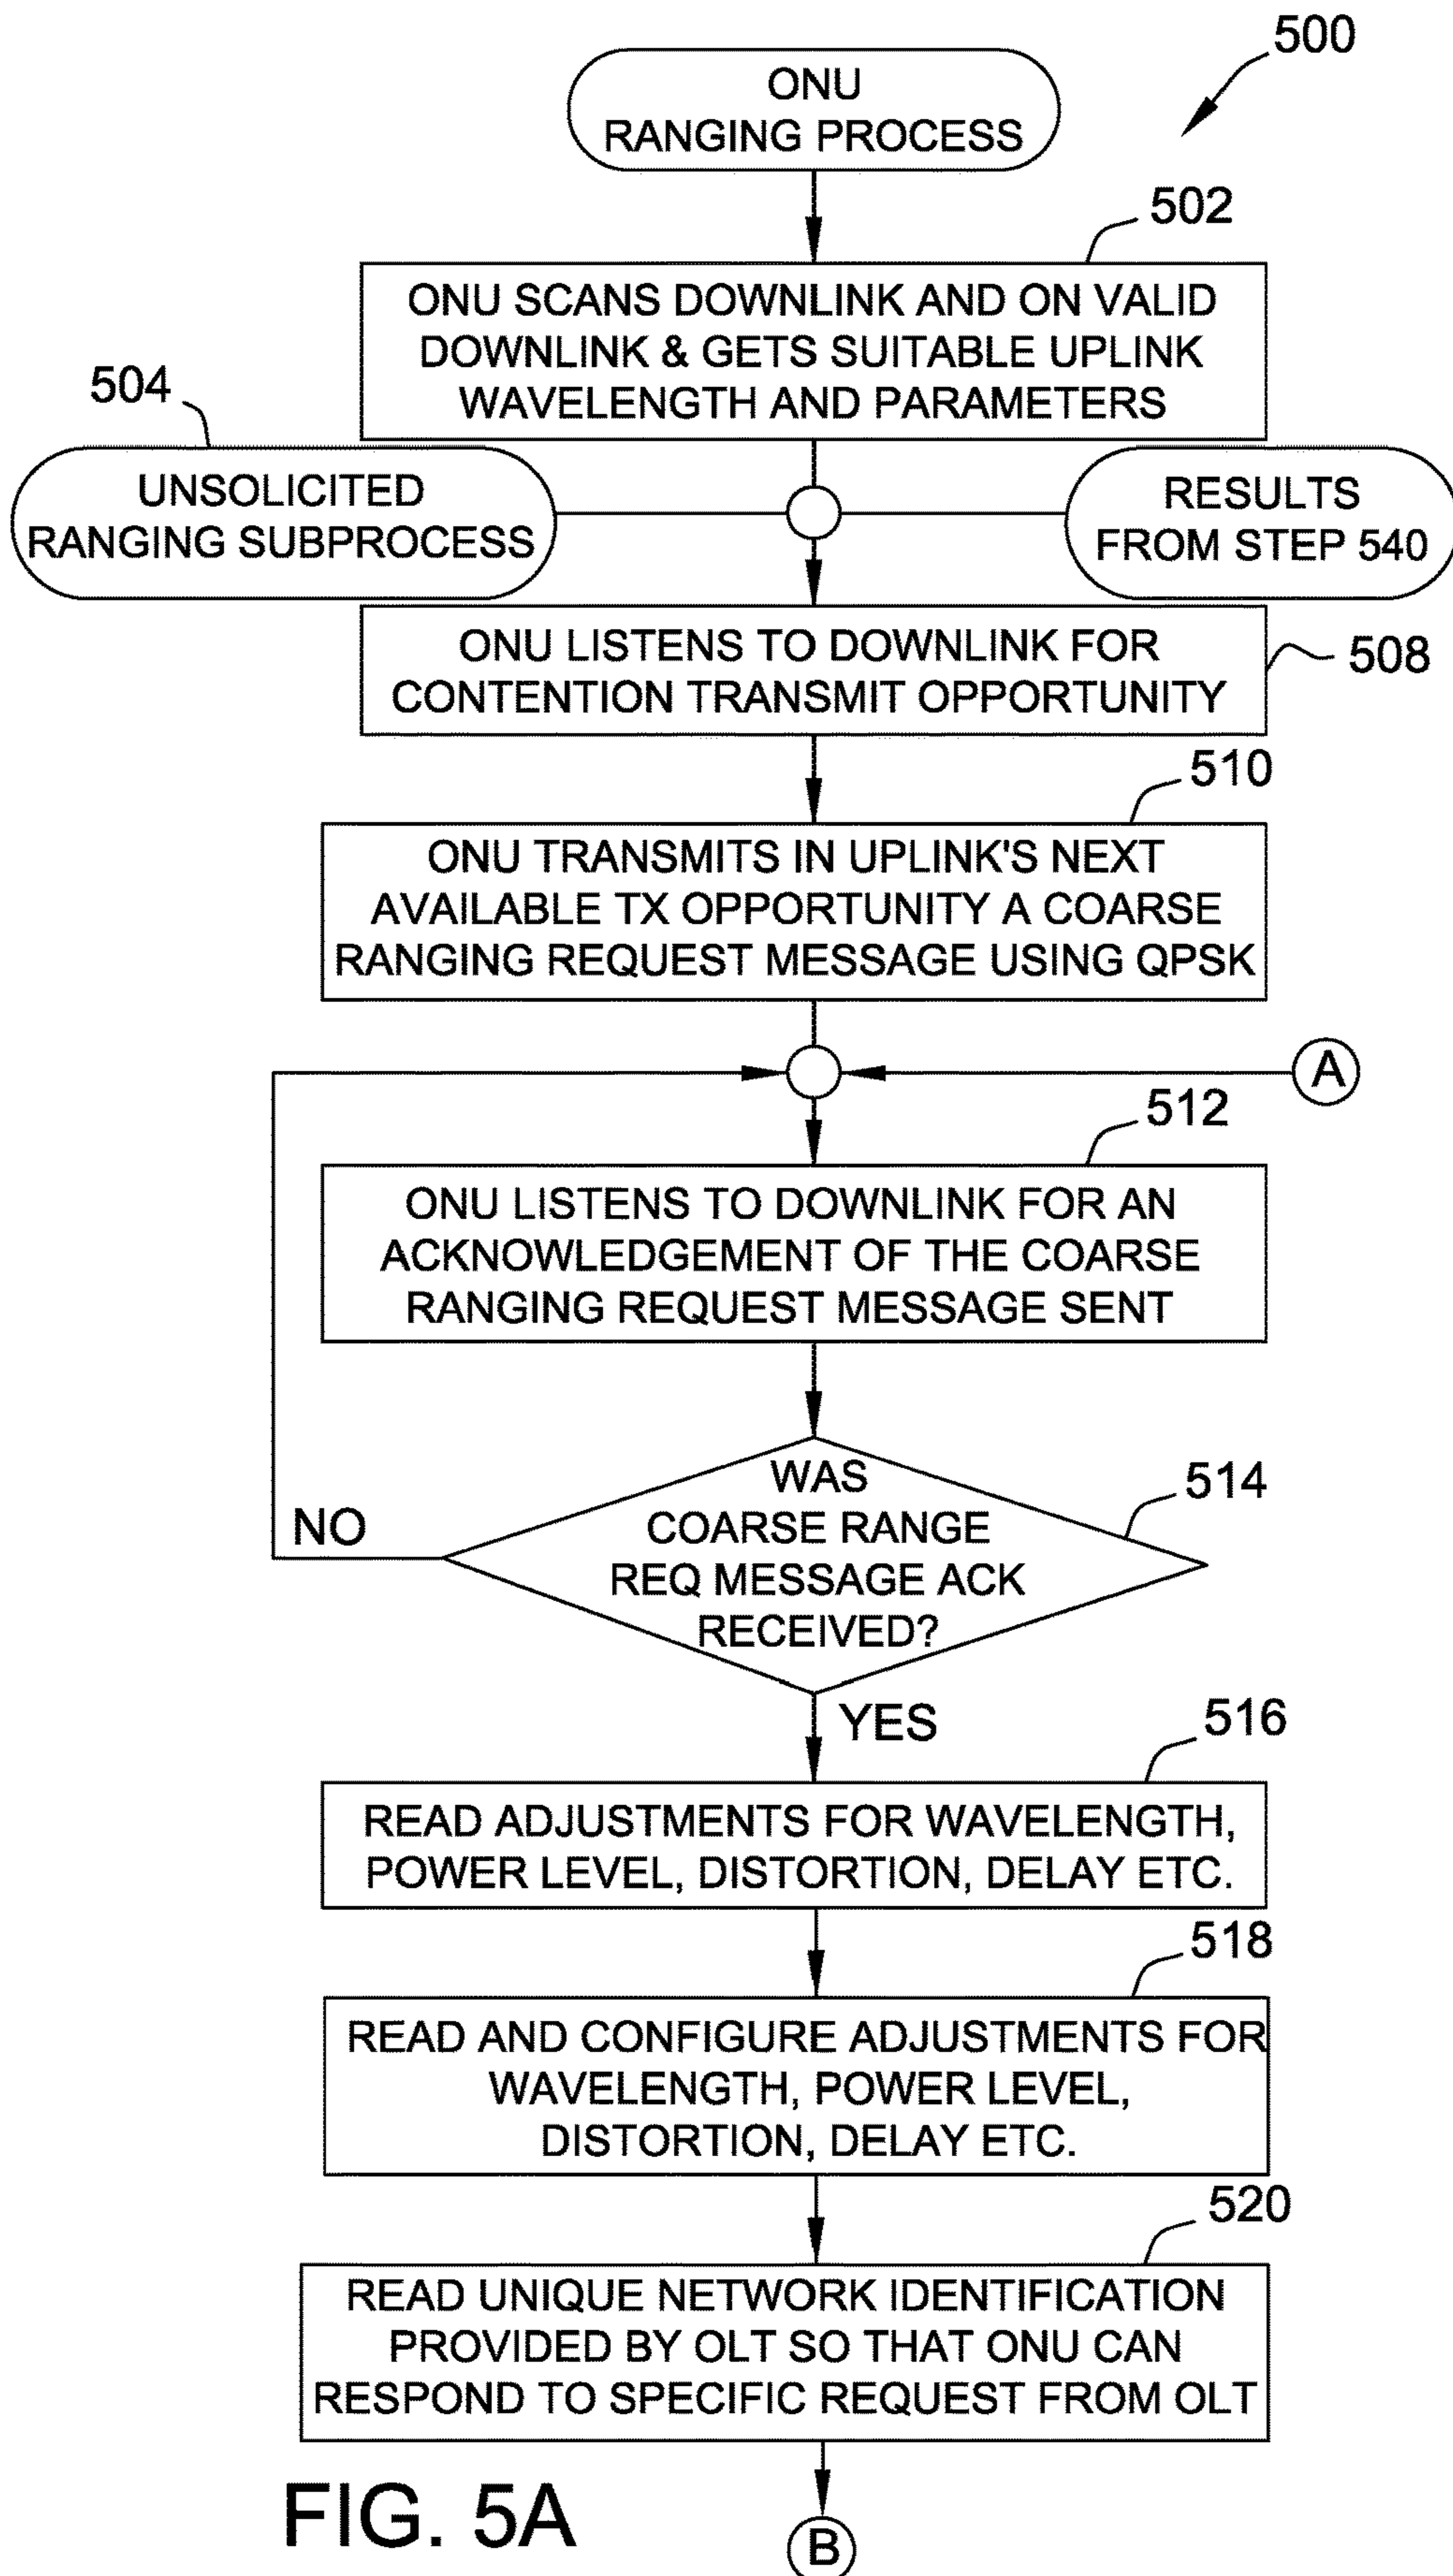 500
ONU
RANGING PROCESS
502
ONU SCANS DOWNLINK AND ON VALID
DOWNLINK & GETS SUITABLE UPLINK
WAVELENGTH AND PARAMETERS
504
UNSOLICITED
RANGING SUBPROCESS
RESULTS
FROM STEP 540
ONU LISTENS TO DOWNLINK FOR
CONTENTION TRANSMIT OPPORTUNITY
508
510
ONU TRANSMITS IN UPLINK'S NEXT
AVAILABLE TX OPPORTUNITY A COARSE
RANGING REQUEST MESSAGE USING QPSK
A
512
ONU LISTENS TO DOWNLINK FOR AN
ACKNOWLEDGEMENT OF THE COARSE
RANGING REQUEST MESSAGE SENT
514
WAS
COARSE RANGE
REQ MESSAGE ACK
RECEIVED?
NO
YES
516
READ ADJUSTMENTS FOR WAVELENGTH,
POWER LEVEL, DISTORTION, DELAY ETC.
518
READ AND CONFIGURE ADJUSTMENTS FOR
WAVELENGTH, POWER LEVEL,
DISTORTION, DELAY ETC.
520
READ UNIQUE NETWORK IDENTIFICATION
PROVIDED BY OLT SO THAT ONU CAN
RESPOND TO SPECIFIC REQUEST FROM OLT
FIG. 5A
B